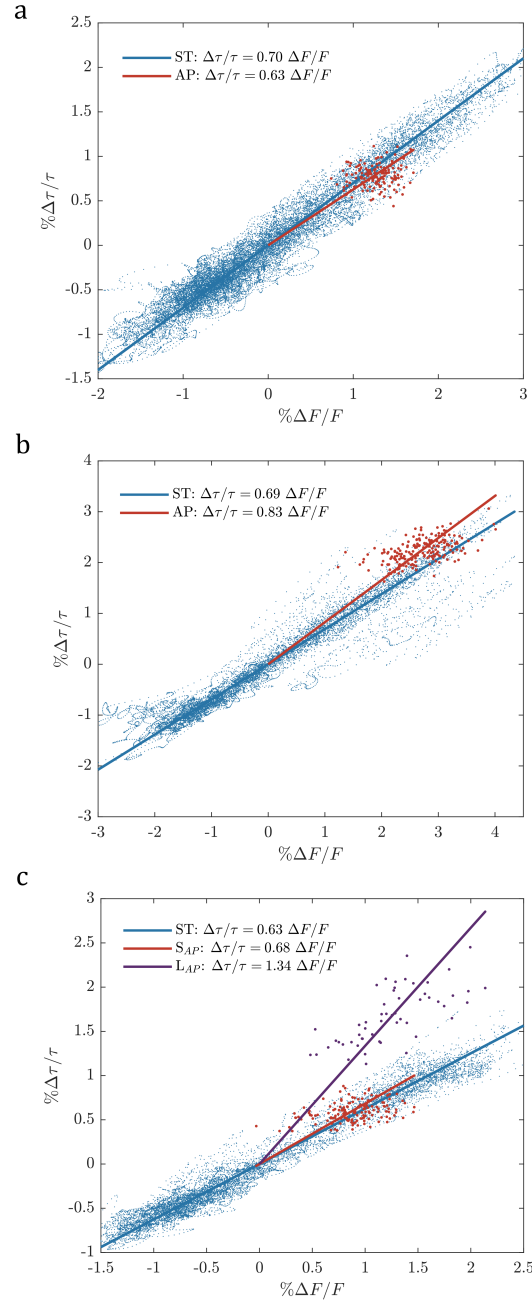 a
2.5
2
1.5
1
0.5
0
-0.5
-1
-1.5
%Δτ/τ
ST: Δτ/τ = 0.70 ΔF/F
AP: Δτ/τ = 0.63 ΔF/F
-2 -1 0 1 2 3
%ΔF/F
b
4
3
2
1
0
-1
-2
-3
%Δτ/τ
ST: Δτ/τ = 0.69 ΔF/F
AP: Δτ/τ = 0.83 ΔF/F
-3 -2 -1 0 1 2 3 4
%ΔF/F
c
3
2.5
2
1.5
1
0.5
0
-0.5
-1
%Δτ/τ
ST: Δτ/τ = 0.63 ΔF/F
S_AP: Δτ/τ = 0.68 ΔF/F
L_AP: Δτ/τ = 1.34 ΔF/F
-1.5 -1 -0.5 0 0.5 1 1.5 2 2.5
%ΔF/F